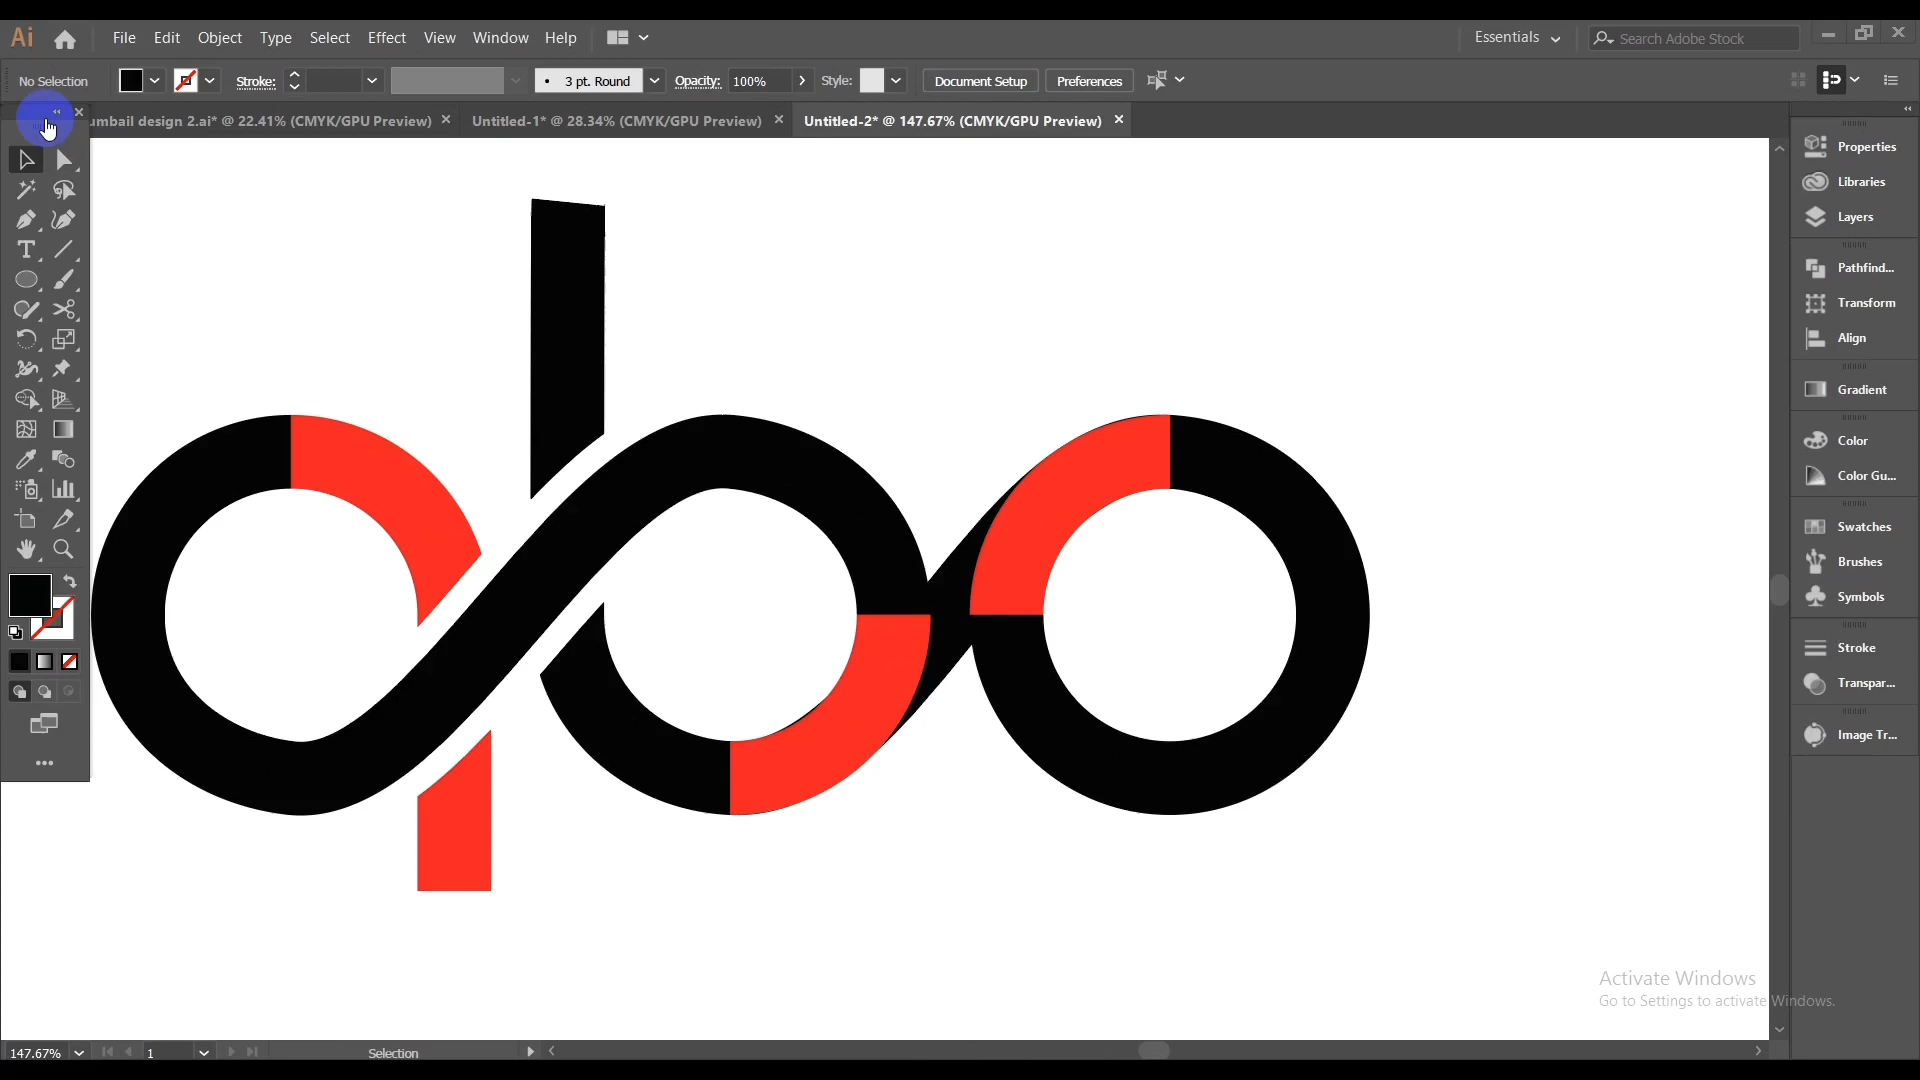 Ai File Edit Object Type Select Effect View Window Help Essentials Search Adobe Stock
No Selection Stroke: 3 pt. Round Opacity: 100% Style: Document Setup Preferences
umbail design 2.ai* @ 22.41% (CMYK/GPU Preview) Untitled-1* @ 28.34% (CMYK/GPU Preview) Untitled-2* @ 147.67% (CMYK/GPU Preview)
Properties
Libraries
Layers
Pathfind...
Transform
Align
Gradient
Color
Color Gu...
Swatches
Brushes
Symbols
Stroke
Transpar...
Image Tr...
qbo
Activate Windows
Go to Settings to activate Windows.
147.67% 1 Selection